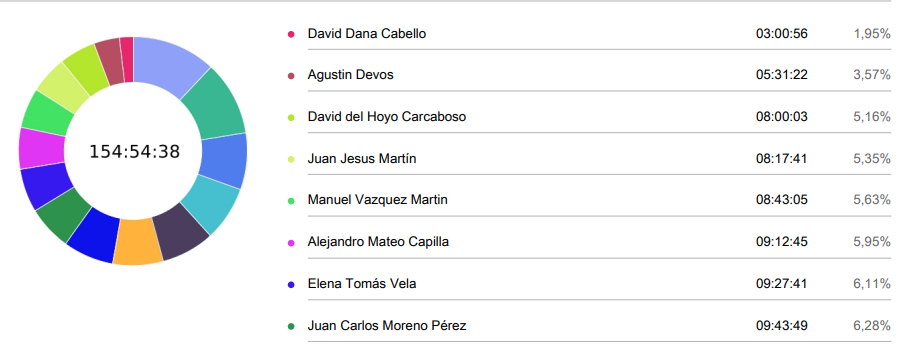 154:54:38
David Dana Cabello 03:00:56 1,95%
Agustin Devos 05:31:22 3,57%
David del Hoyo Carcaboso 08:00:03 5,16%
Juan Jesus Martín 08:17:41 5,35%
Manuel Vazquez Martin 08:43:05 5,63%
Alejandro Mateo Capilla 09:12:45 5,95%
Elena Tomás Vela 09:27:41 6,11%
Juan Carlos Moreno Pérez 09:43:49 6,28%